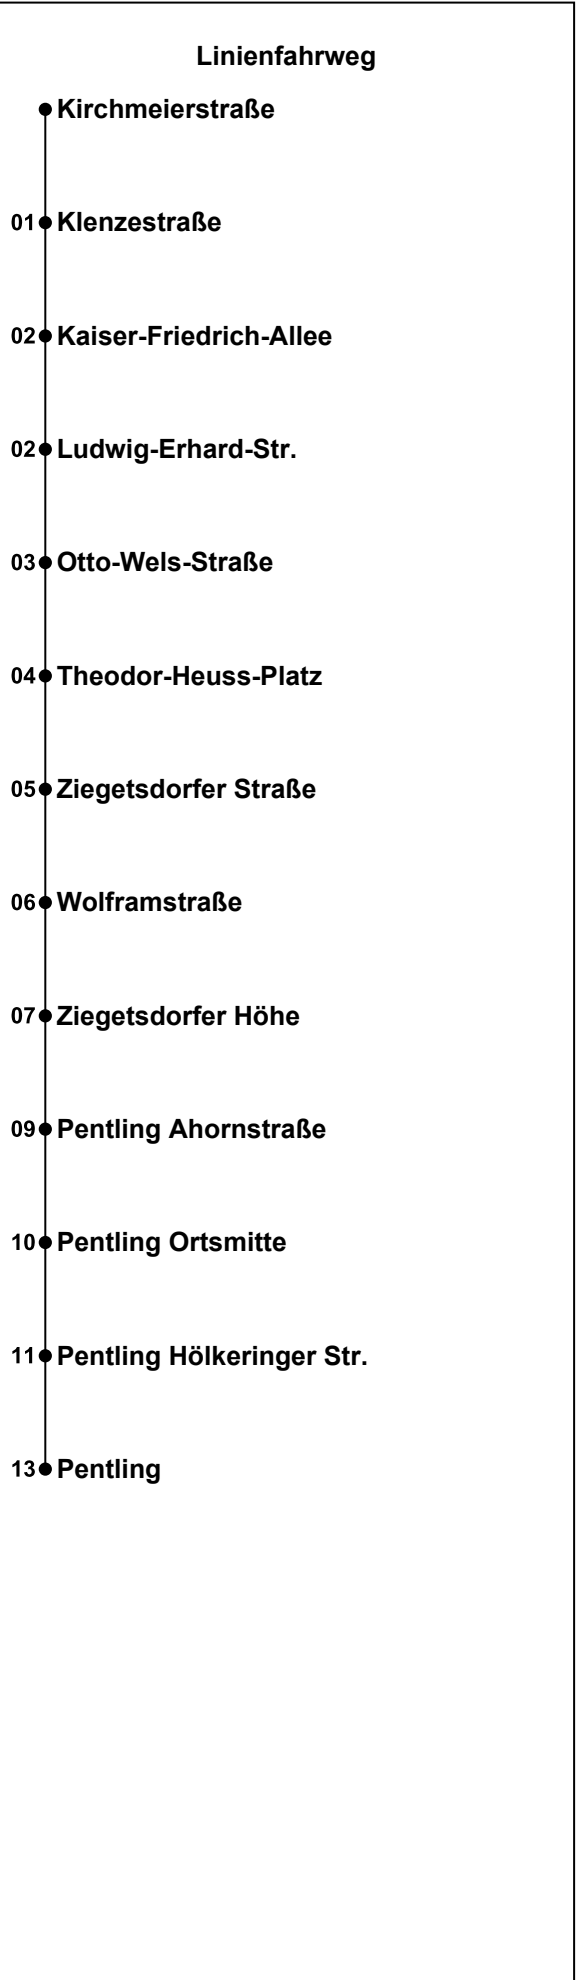 Linienfahrweg
Kirchmeierstraße
01 Klenzestraße
02 Kaiser-Friedrich-Allee
02 Ludwig-Erhard-Str.
03 Otto-Wels-Straße
04 Theodor-Heuss-Platz
05 Ziegetsdorfer Straße
06 Wolframstraße
07 Ziegetsdorfer Höhe
09 Pentling Ahornstraße
10 Pentling Ortsmitte
11 Pentling Hölkeringer Str.
13 Pentling